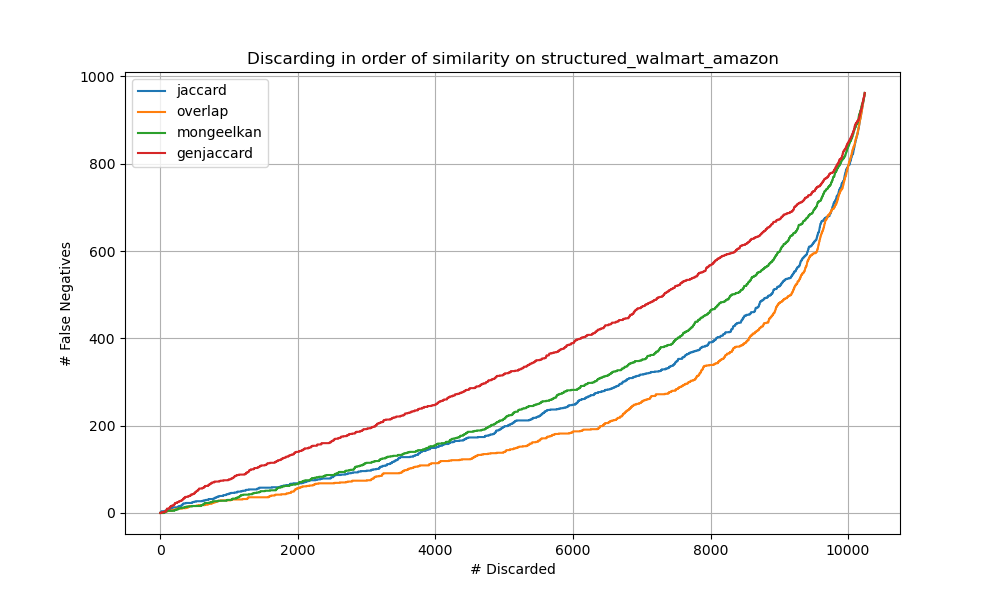 Discarding in order of similarity on structured_walmart_amazon
jaccard
overlap
mongeelkan
genjaccard
1000
800
600
400
200
0
# False Negatives
0 2000 4000 6000 8000 10000
# Discarded